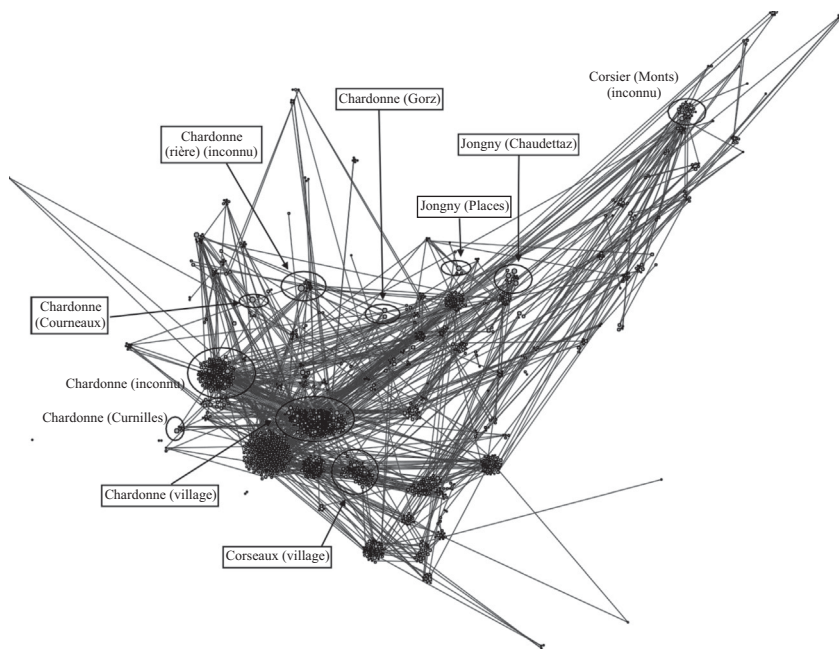 Corsier (Monts)
(inconnu)
Chardonne (Gorz)
Chardonne
(rière) (inconnu)
Jongny (Chaudettaz)
Jongny (Places)
Chardonne
(Courneaux)
Chardonne (inconnu)
Chardonne (Curnilles)
Chardonne (village)
Corseaux (village)